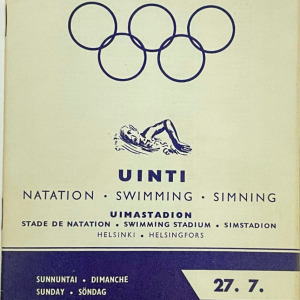 UINTI
NATATION • SWIMMING • SIMNING
UIMASTADION
STADE DE NATATION • SWIMMING STADIUM • SIMSTADION
HELSINKI • HELSINGFORS
SUNNUNTAI • DIMANCHE
SUNDAY • SÖNDAG
27. 7.